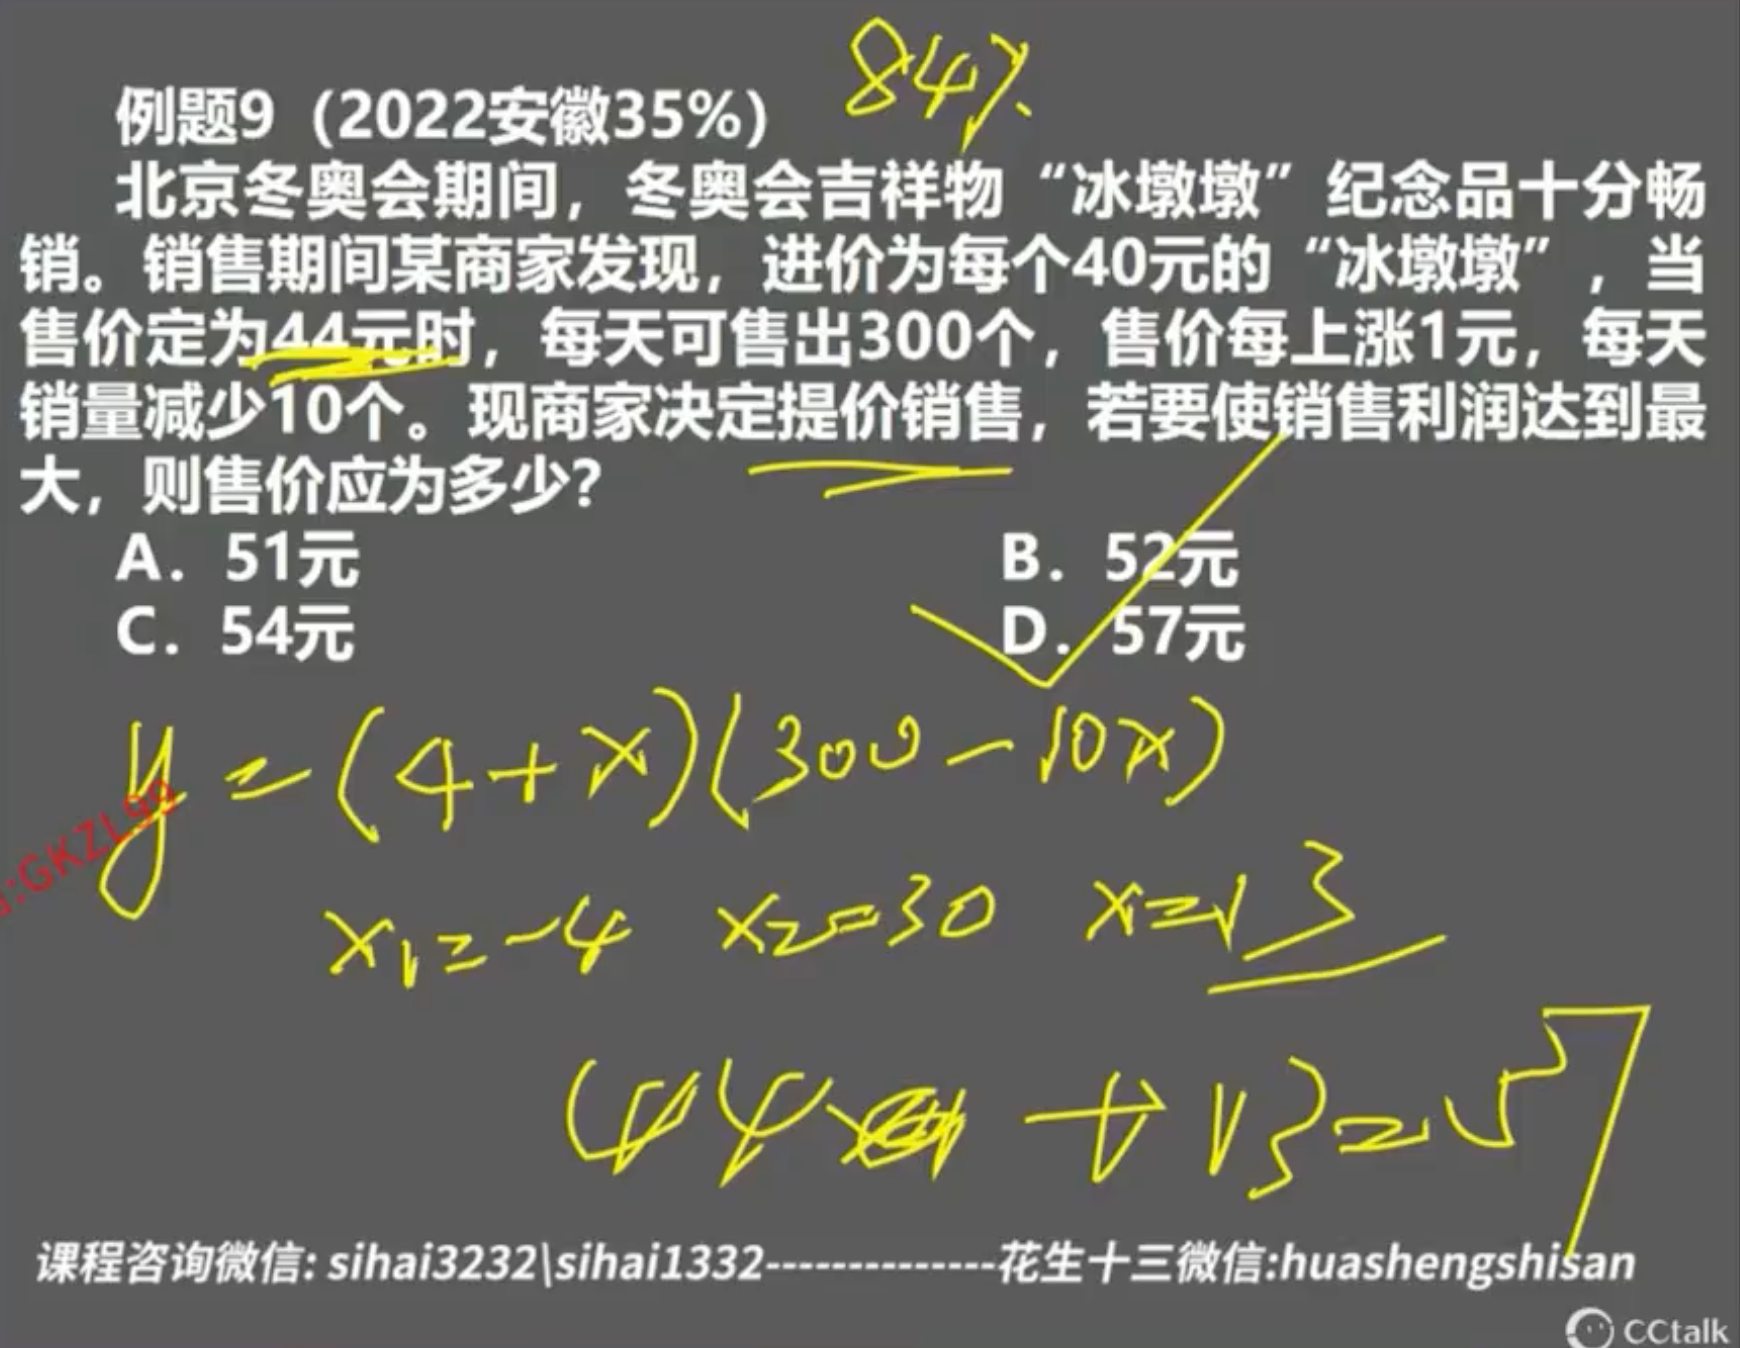 84%
例题9（2022安徽35%）
北京冬奥会期间，冬奥会吉祥物“冰墩墩”纪念品十分畅
销。销售期间某商家发现，进价为每个40元的“冰墩墩”，当
售价定为44元时，每天可售出300个，售价每上涨1元，每天
销量减少10个。现商家决定提价销售，若要使销售利润达到最
大，则售价应为多少？
A．51元
B．52元
C．54元
D．57元
y=(4+x)(300-10x)
:GKZL99
x₁=-4 x₂=30 x=13
44 +13=57
课程咨询微信: sihai3232\sihai1332--------------花生十三微信:huashengshisan
CCtalk